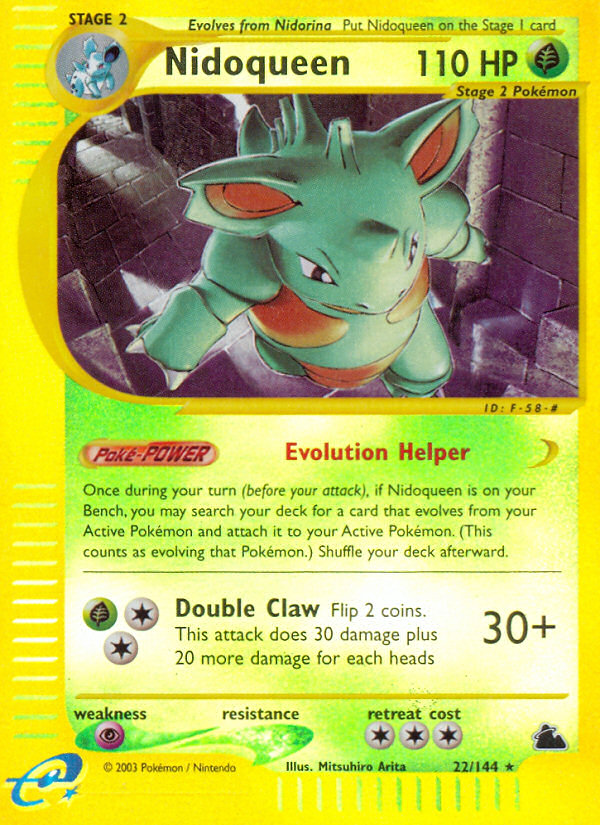 STAGE 2
Evolves from Nidorina Put Nidoqueen on the Stage 1 card
Nidoqueen 110 HP
Stage 2 Pokémon
ID: F-58-#
Poké-POWER Evolution Helper
Once during your turn (before your attack), if Nidoqueen is on your
Bench, you may search your deck for a card that evolves from your
Active Pokémon and attach it to your Active Pokémon. (This
counts as evolving that Pokémon.) Shuffle your deck afterward.
Double Claw Flip 2 coins.
This attack does 30 damage plus
20 more damage for each heads
30+
weakness resistance retreat cost
© 2003 Pokémon / Nintendo Illus. Mitsuhiro Arita 22/144 ★
e